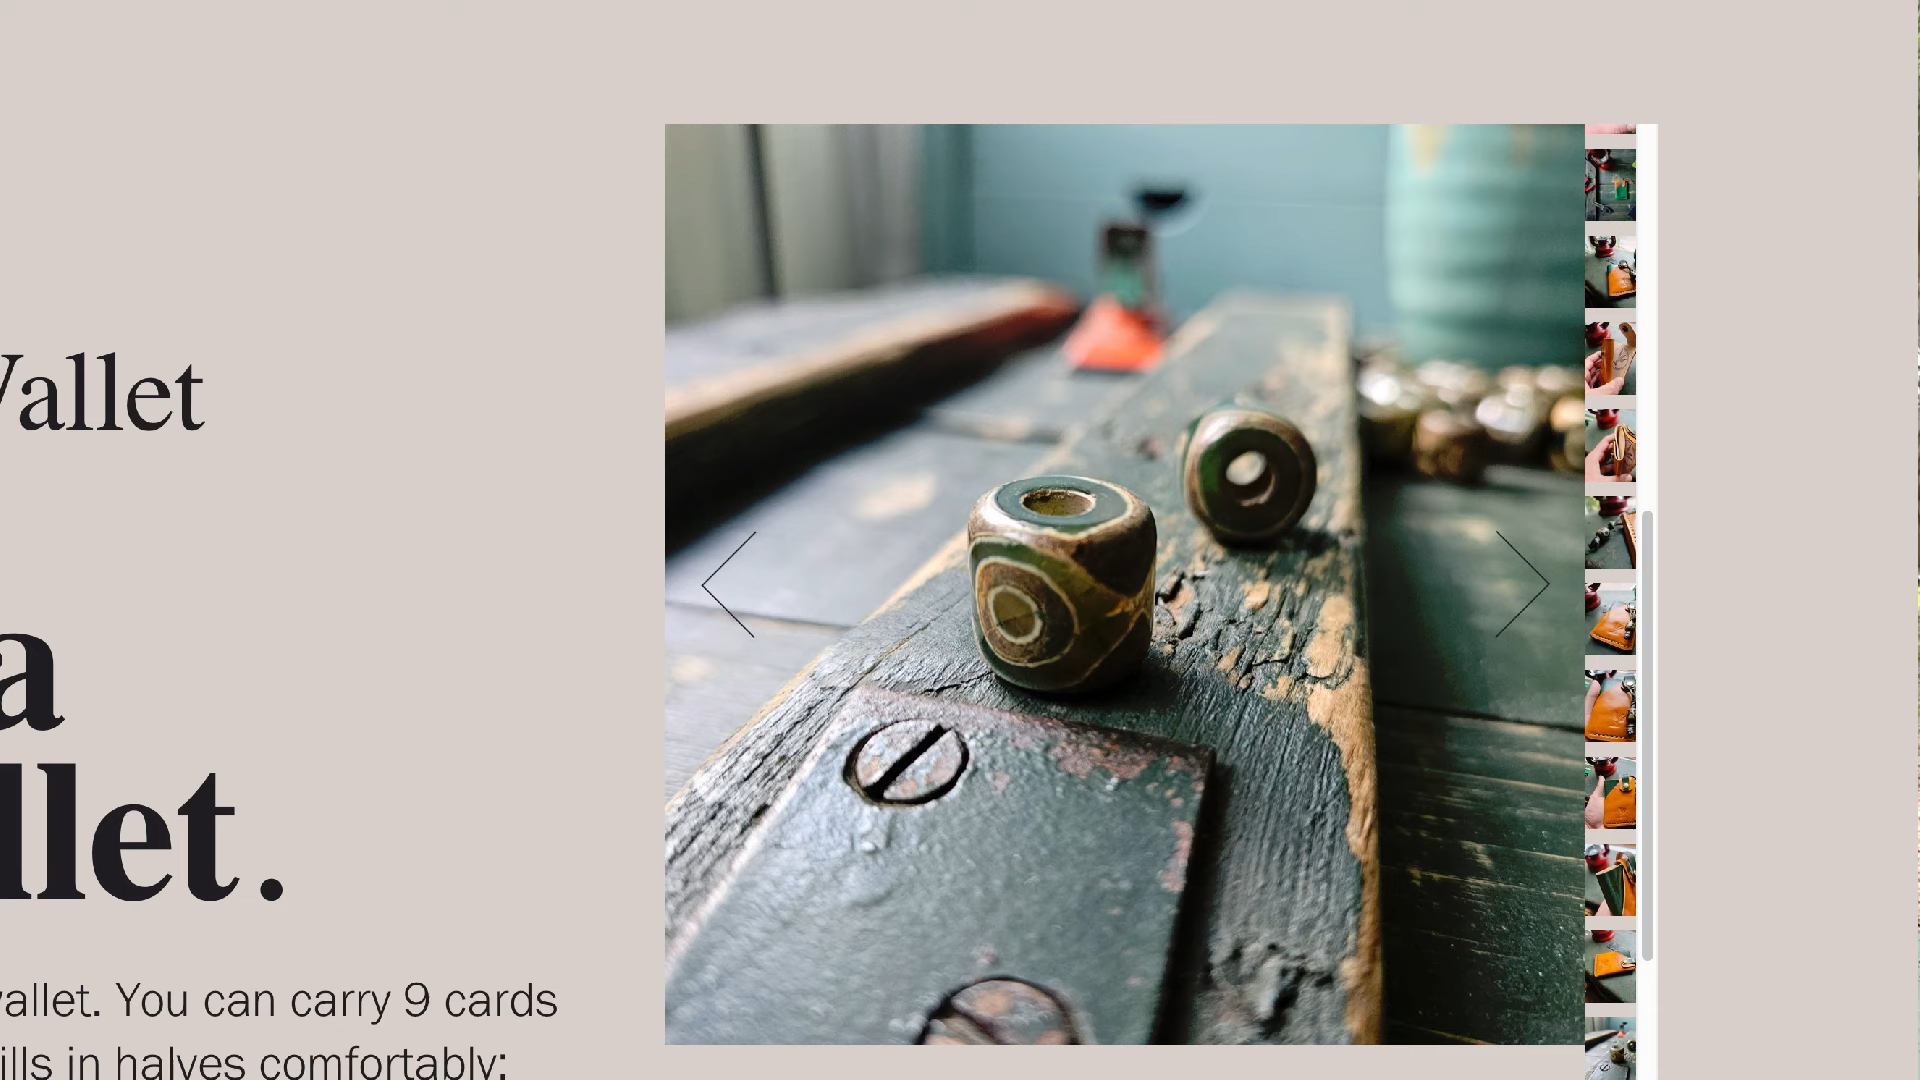 allet
a
llet.
allet. You can carry 9 cards
ills in halves comfortably;